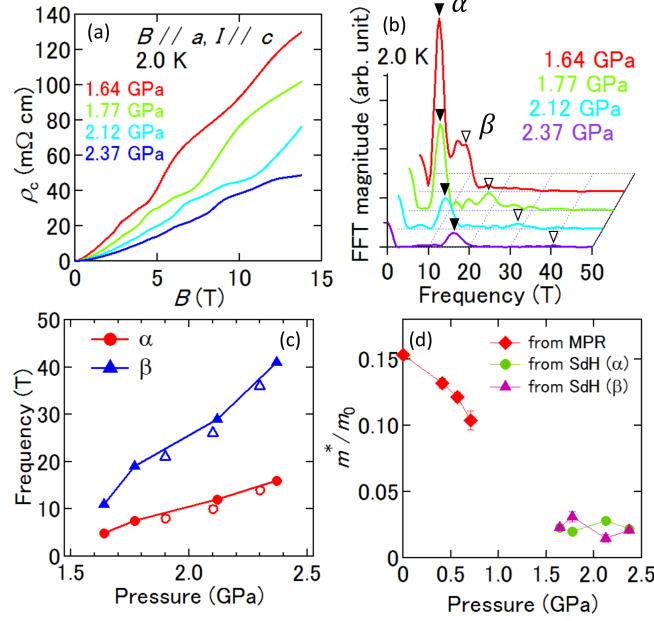 (a)
B // a, I // c
2.0 K
1.64 GPa
1.77 GPa
2.12 GPa
2.37 GPa
ρc (mΩ cm)
140
120
100
80
60
40
20
0
0 5 10 15
B (T)
(b)
α
2.0 K
β
1.64 GPa
1.77 GPa
2.12 GPa
2.37 GPa
FFT magnitude (arb. unit)
0 10 20 30 40 50
Frequency (T)
(c)
α
β
Frequency (T)
50
40
30
20
10
0
1.5 2.0 2.5
Pressure (GPa)
(d)
from MPR
from SdH (α)
from SdH (β)
m*/m0
0.15
0.10
0.050
0
0 0.5 1.0 1.5 2.0 2.5
Pressure (GPa)